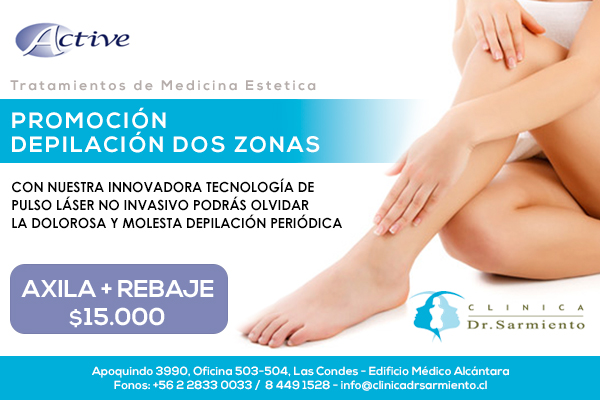 Active
Tratamientos de Medicina Estetica
PROMOCIÓN
DEPILACIÓN DOS ZONAS
CON NUESTRA INNOVADORA TECNOLOGÍA DE
PULSO LÁSER NO INVASIVO PODRÁS OLVIDAR
LA DOLOROSA Y MOLESTA DEPILACIÓN PERIÓDICA
AXILA + REBAJE
$15.000
CLINICA
Dr. Sarmiento
Apoquindo 3990, Oficina 503-504, Las Condes - Edificio Médico Alcántara
Fonos: +56 2 2833 0033 / 8 449 1528 - info@clinicadrsarmiento.cl